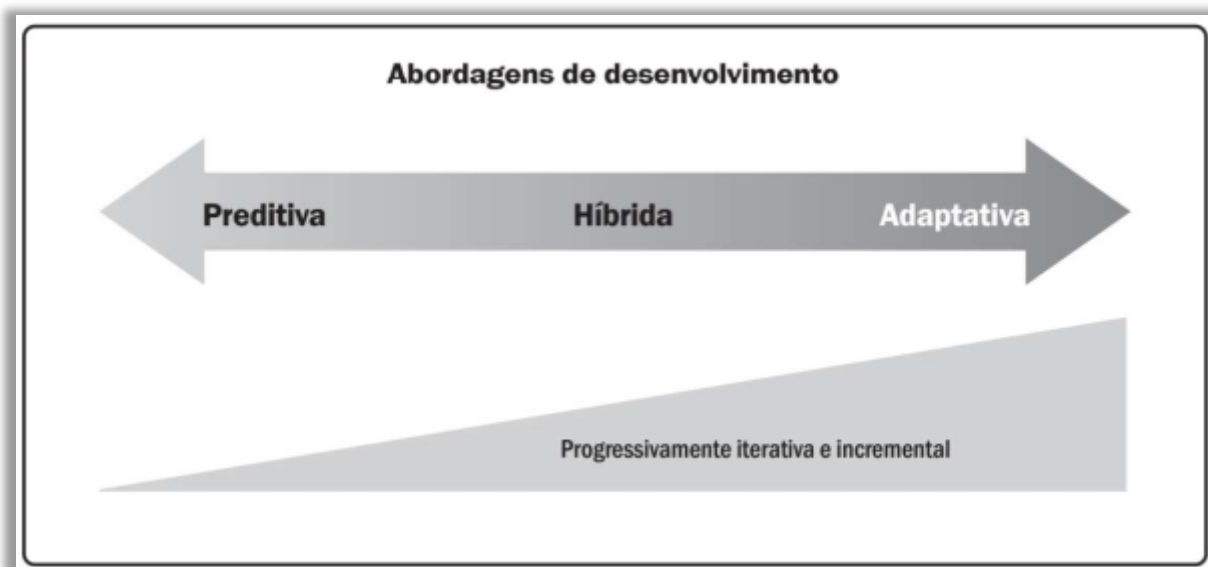 Abordagens de desenvolvimento
Preditiva Híbrida Adaptativa
Progressivamente iterativa e incremental